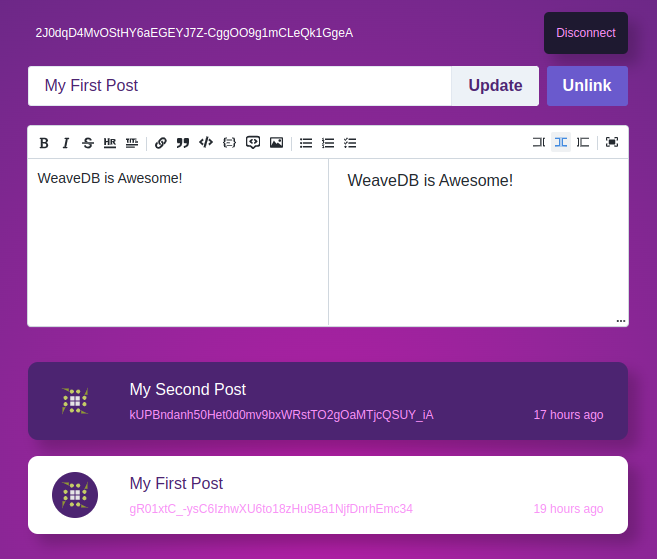 2J0dqD4MvOStHY6aEGEYJ7Z-CggOO9g1mCLeQk1GgeA Disconnect
My First Post Update Unlink
B I S HR
WeaveDB is Awesome! WeaveDB is Awesome!
My Second Post
kUPBndanh50Het0d0mv9bxWRstTO2gOaMTjcQSUY_iA 17 hours ago
My First Post
gR01xtC_-ysC6IzhwXU6to18zHu9Ba1NjfDnrhEmc34 19 hours ago